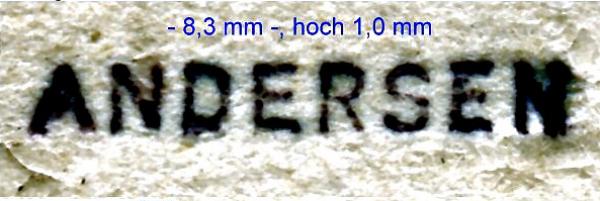 - 8,3 mm -, hoch 1,0 mm
ANDERSEN